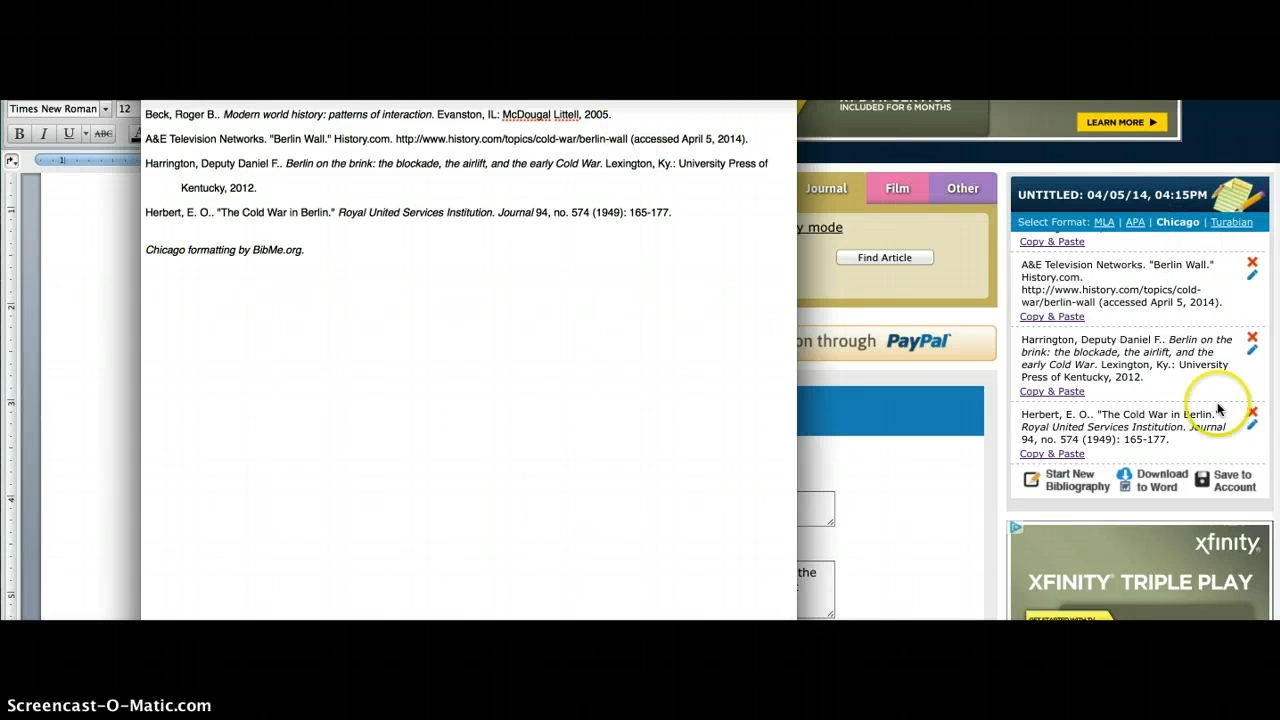 INCLUDED FOR 6 MONTHS
LEARN MORE
Times New Roman 12
B I U ABC
Beck, Roger B.. Modern world history: patterns of interaction. Evanston, IL: McDougal Littell, 2005.
A&E Television Networks. "Berlin Wall." History.com. http://www.history.com/topics/cold-war/berlin-wall (accessed April 5, 2014).
Harrington, Deputy Daniel F.. Berlin on the brink: the blockade, the airlift, and the early Cold War. Lexington, Ky.: University Press of
Kentucky, 2012.
Herbert, E. O.. "The Cold War in Berlin." Royal United Services Institution. Journal 94, no. 574 (1949): 165-177.
Chicago formatting by BibMe.org.
Journal Film Other
y mode
Find Article
on through PayPal
the
UNTITLED: 04/05/14, 04:15PM
Select Format: MLA | APA | Chicago | Turabian
Copy & Paste
A&E Television Networks. "Berlin Wall."
History.com.
http://www.history.com/topics/cold-
war/berlin-wall (accessed April 5, 2014).
Copy & Paste
Harrington, Deputy Daniel F.. Berlin on the
brink: the blockade, the airlift, and the
early Cold War. Lexington, Ky.: University
Press of Kentucky, 2012.
Copy & Paste
Herbert, E. O.. "The Cold War in Berlin."
Royal United Services Institution. Journal
94, no. 574 (1949): 165-177.
Copy & Paste
Start New Bibliography
Download to Word
Save to Account
xfinity
XFINITY® TRIPLE PLAY
Screencast-O-Matic.com